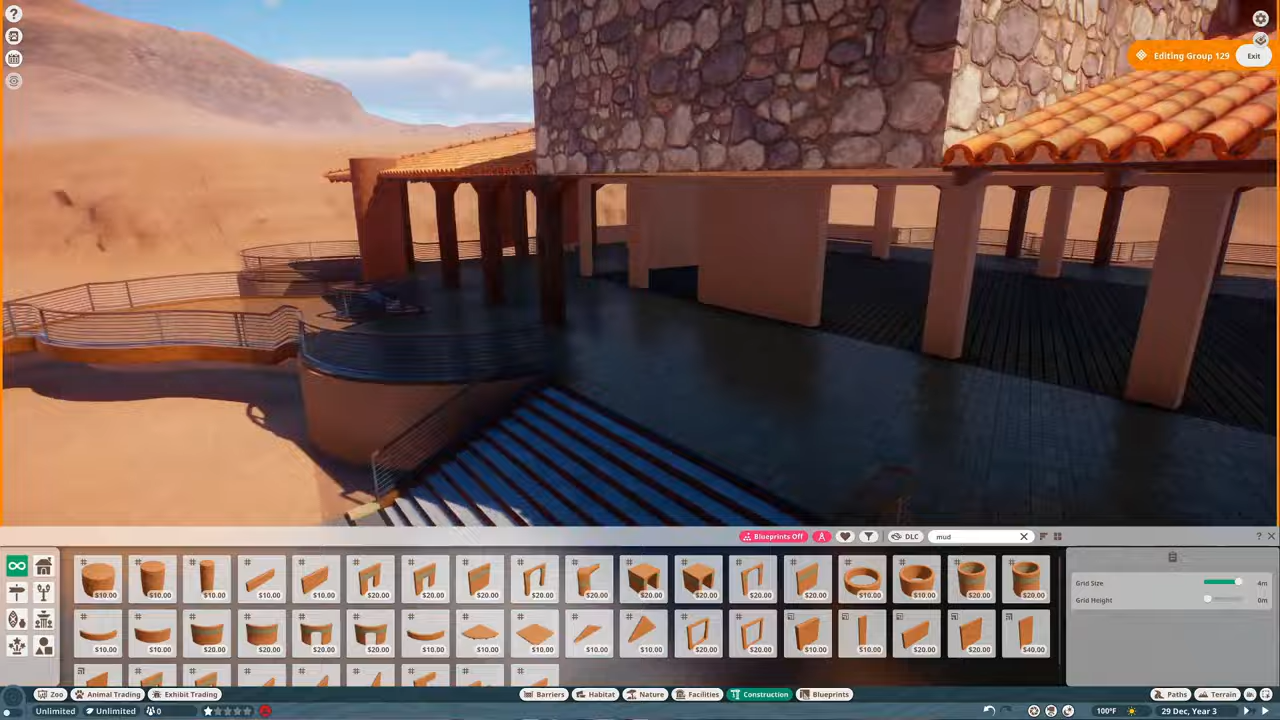 Editing Group 129
Exit
Blueprints Off
DLC
mud
$10.00 $10.00 $10.00 $10.00 $10.00 $20.00 $20.00 $20.00 $20.00 $20.00 $20.00 $20.00 $20.00 $20.00 $10.00 $10.00 $20.00 $40.00
$10.00 $10.00 $20.00 $20.00 $20.00 $20.00 $10.00 $10.00 $10.00 $10.00 $10.00 $20.00 $20.00 $10.00 $10.00 $20.00 $20.00 $40.00
Grid Size 4m
Grid Height 0m
Zoo
Animal Trading
Exhibit Trading
Barriers
Habitat
Nature
Facilities
Construction
Blueprints
Paths
Terrain
Unlimited
Unlimited
0
100°F
29 Dec, Year 3